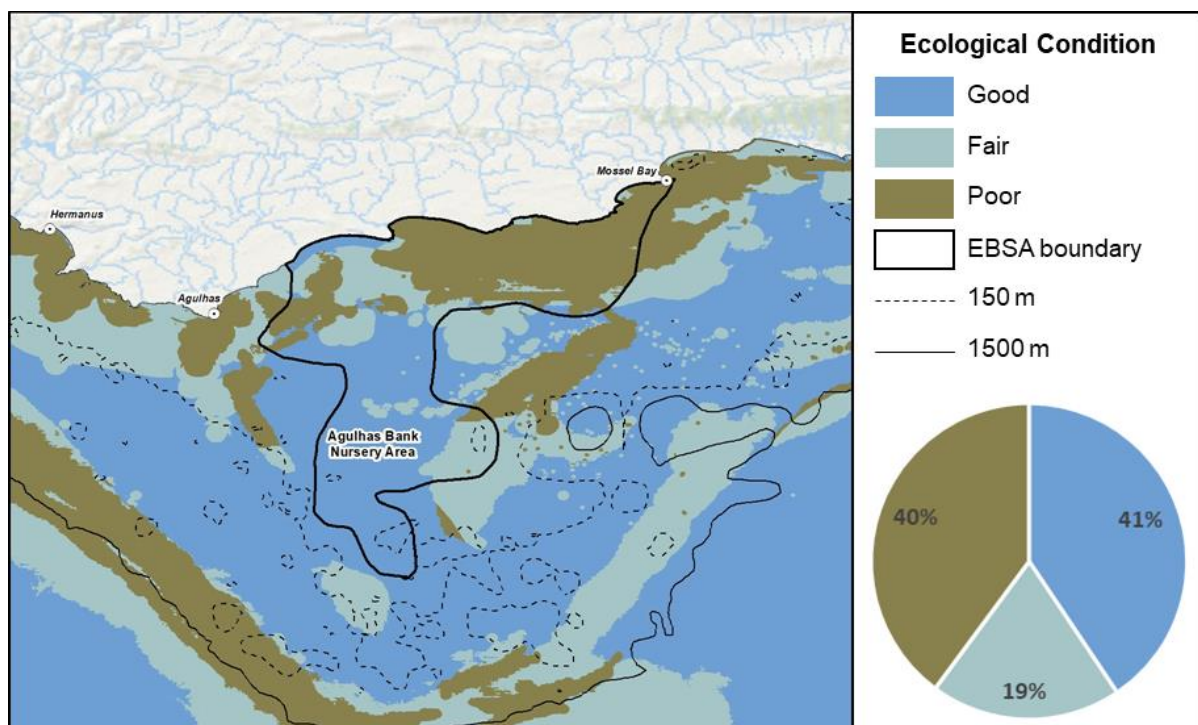 Hermanus
Agulhas
Mossel Bay
Agulhas Bank
Nursery Area
Ecological Condition
Good
Fair
Poor
EBSA boundary
150 m
1500 m
40%
41%
19%